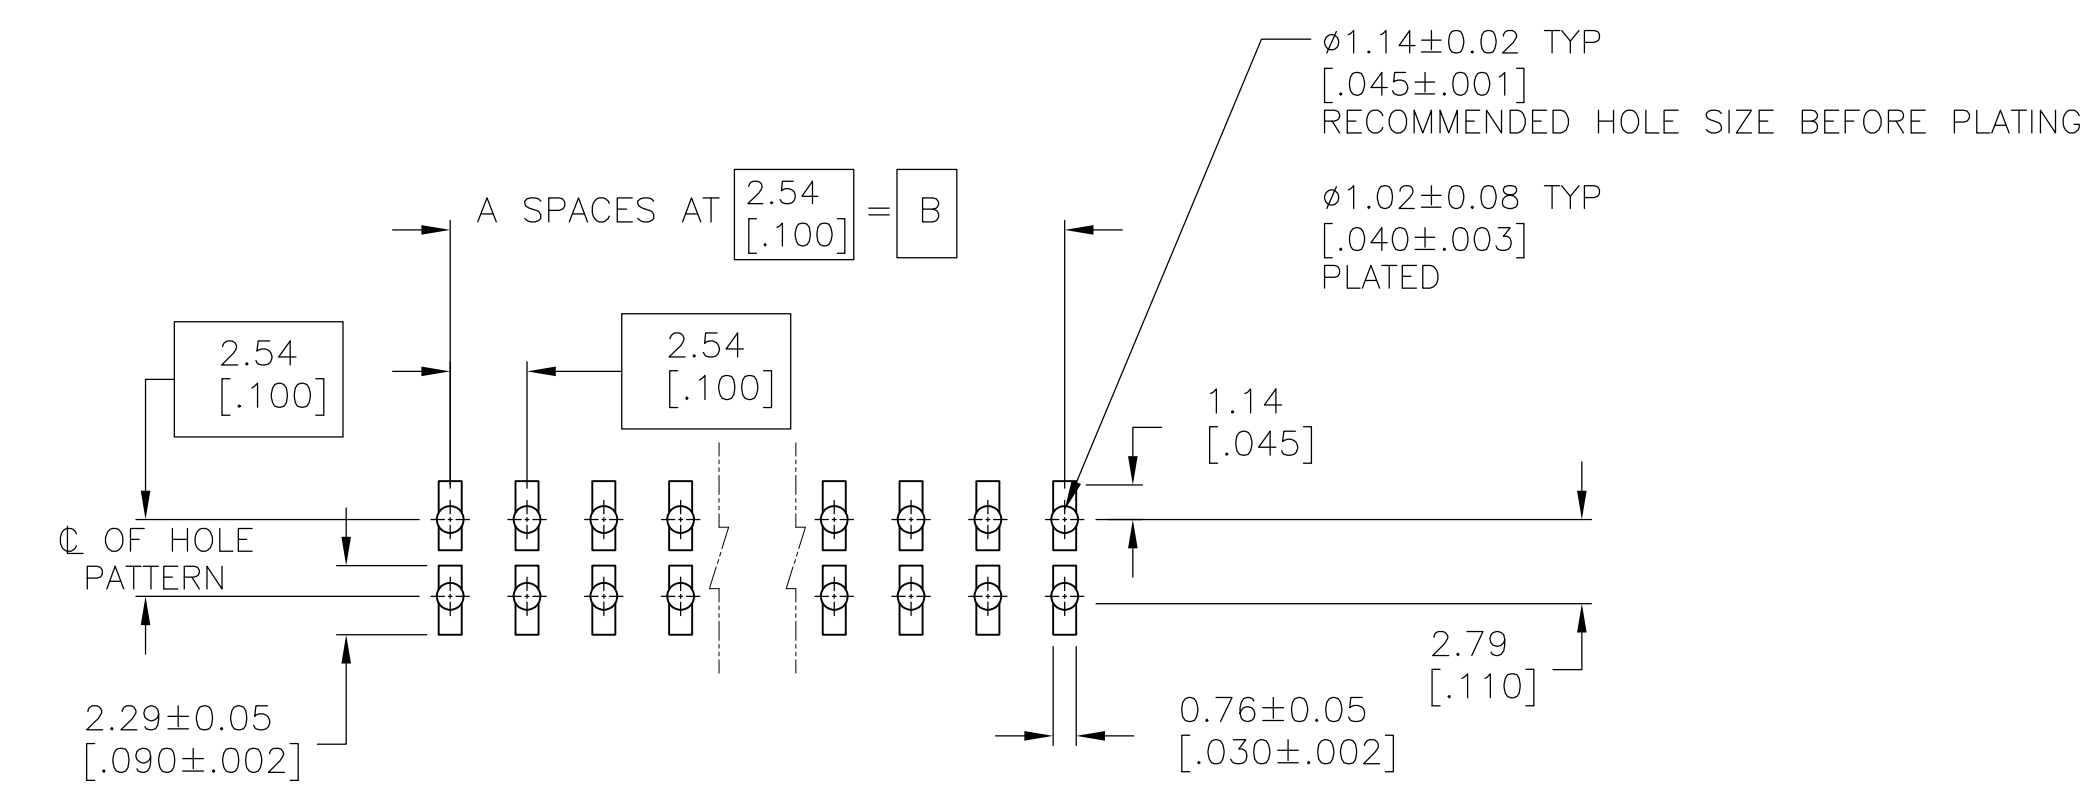 ø1.14±0.02 TYP
[.045±.001]
RECOMMENDED HOLE SIZE BEFORE PLATING
ø1.02±0.08 TYP
[.040±.003]
PLATED
A SPACES AT 2.54 [.100] = B
2.54
[.100]
2.54
[.100]
1.14
[.045]
℄ OF HOLE
PATTERN
2.79
[.110]
2.29±0.05
[.090±.002]
0.76±0.05
[.030±.002]